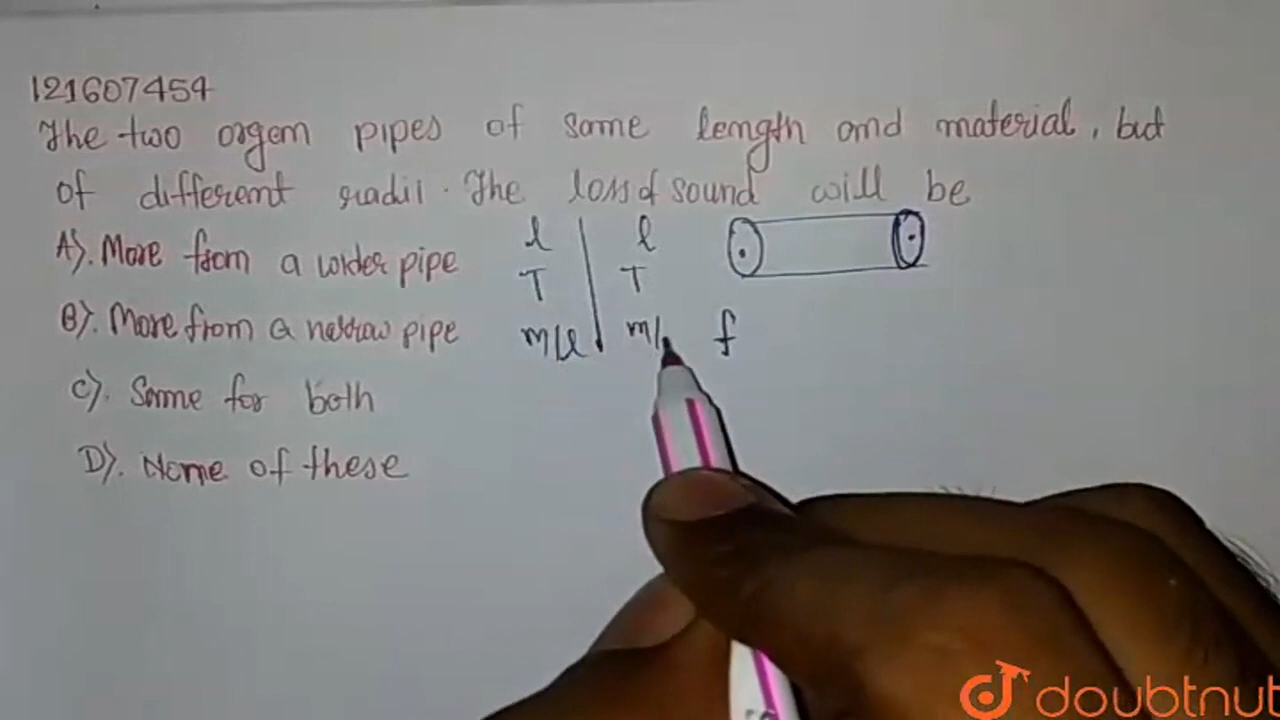 121607454
The two organ pipes of same length and material, but
of different radii. The loss of sound will be
A). More from a wider pipe
B). More from a narrow pipe
C). Same for both
D). None of these
l l
T T
m/l m/ f
doubtnut